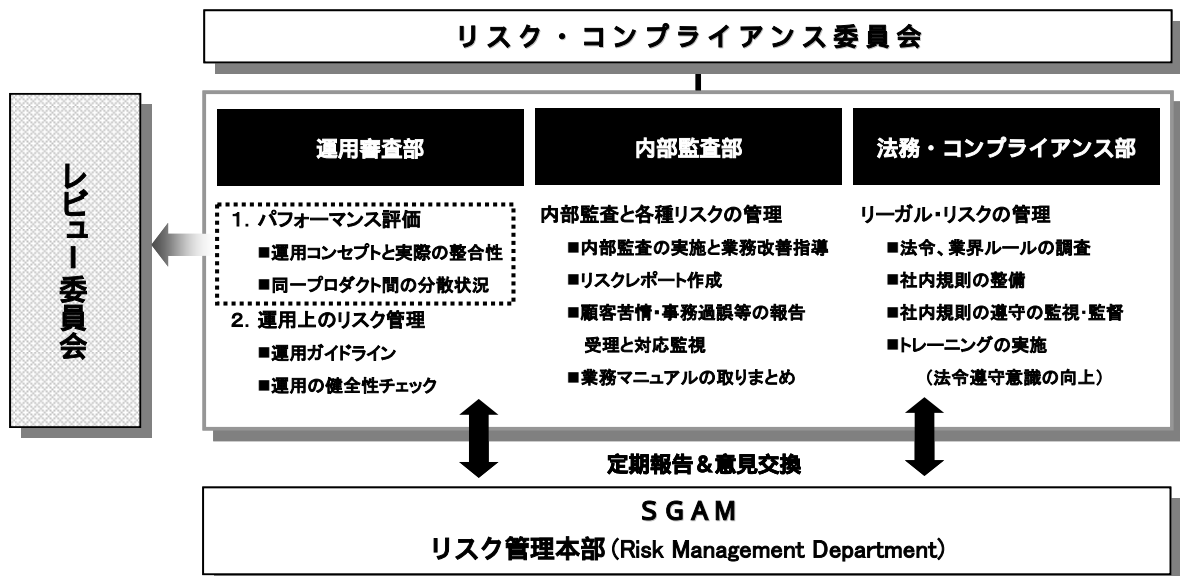 リスク・コンプライアンス委員会
レビュー委員会
運用審査部
1. パフォーマンス評価
■運用コンセプトと実際の整合性
■同一プロダクト間の分散状況
2. 運用上のリスク管理
■運用ガイドライン
■運用の健全性チェック
内部監査部
内部監査と各種リスクの管理
■内部監査の実施と業務改善指導
■リスクレポート作成
■顧客苦情・事務過誤等の報告
受理と対応監視
■業務マニュアルの取りまとめ
法務・コンプライアンス部
リーガル・リスクの管理
■法令、業界ルールの調査
■社内規則の整備
■社内規則の遵守の監視・監督
■トレーニングの実施
（法令遵守意識の向上）
定期報告＆意見交換
ＳＧＡＭ
リスク管理本部(Risk Management Department)